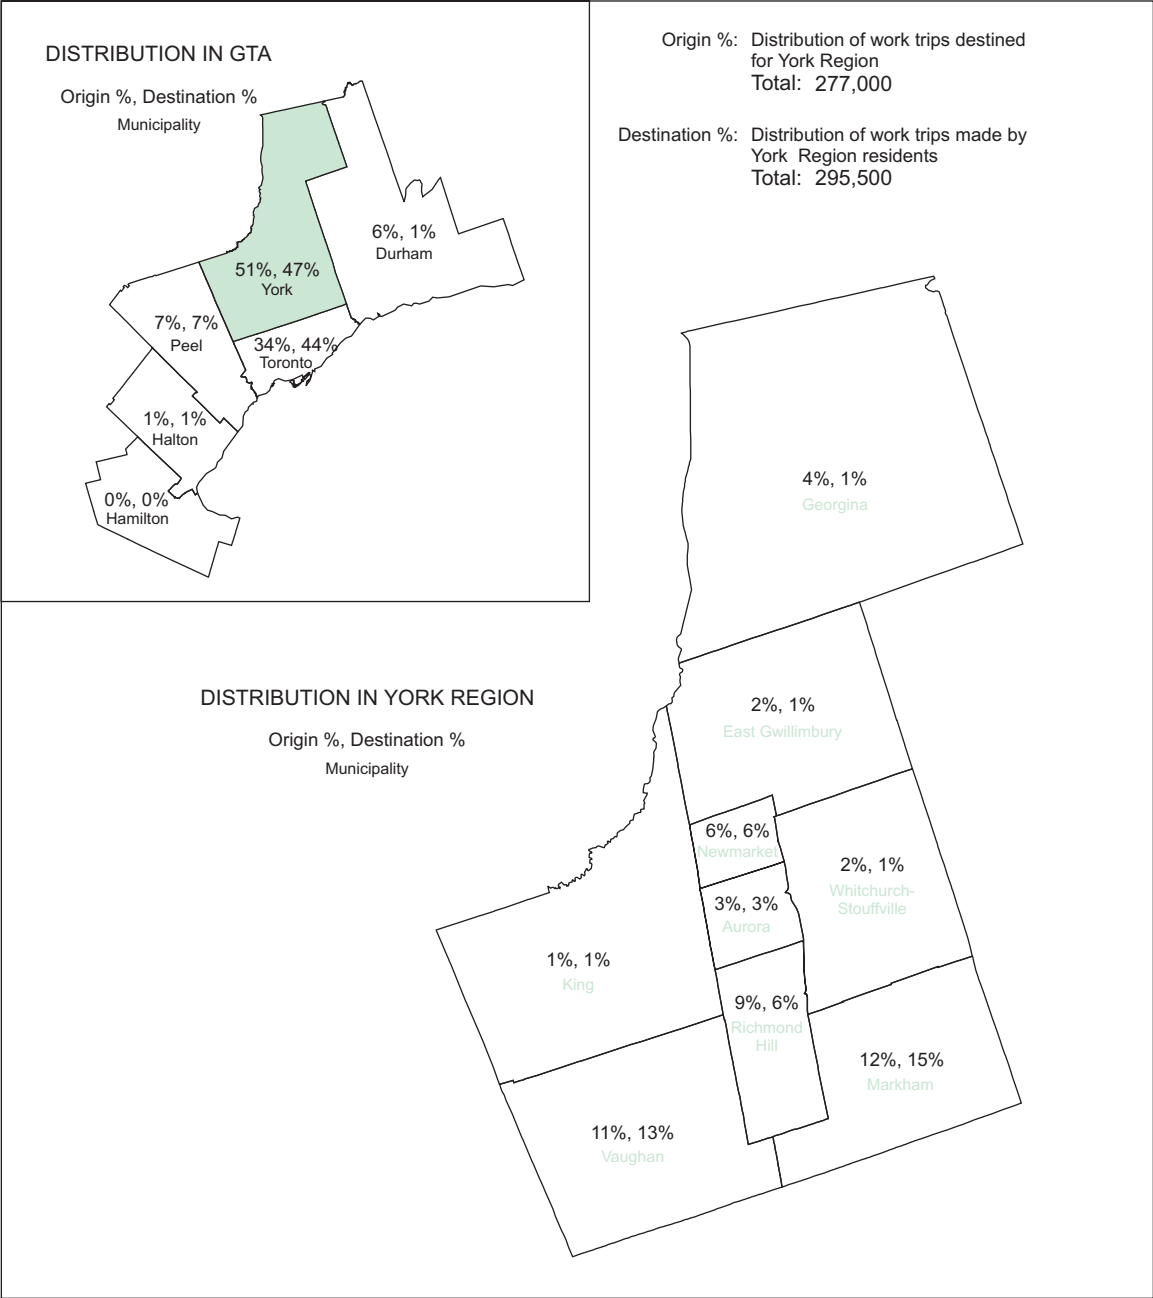 DISTRIBUTION IN GTA
Origin %, Destination %
Municipality
Origin %: Distribution of work trips destined
for York Region
Total: 277,000
Destination %: Distribution of work trips made by
York Region residents
Total: 295,500
6%, 1%
Durham
51%, 47%
York
7%, 7%
Peel
34%, 44%
Toronto
1%, 1%
Halton
0%, 0%
Hamilton
DISTRIBUTION IN YORK REGION
Origin %, Destination %
Municipality
4%, 1%
Georgina
2%, 1%
East Gwillimbury
6%, 6%
Newmarket
2%, 1%
Whitchurch-
Stouffville
3%, 3%
Aurora
1%, 1%
King
9%, 6%
Richmond
Hill
12%, 15%
Markham
11%, 13%
Vaughan